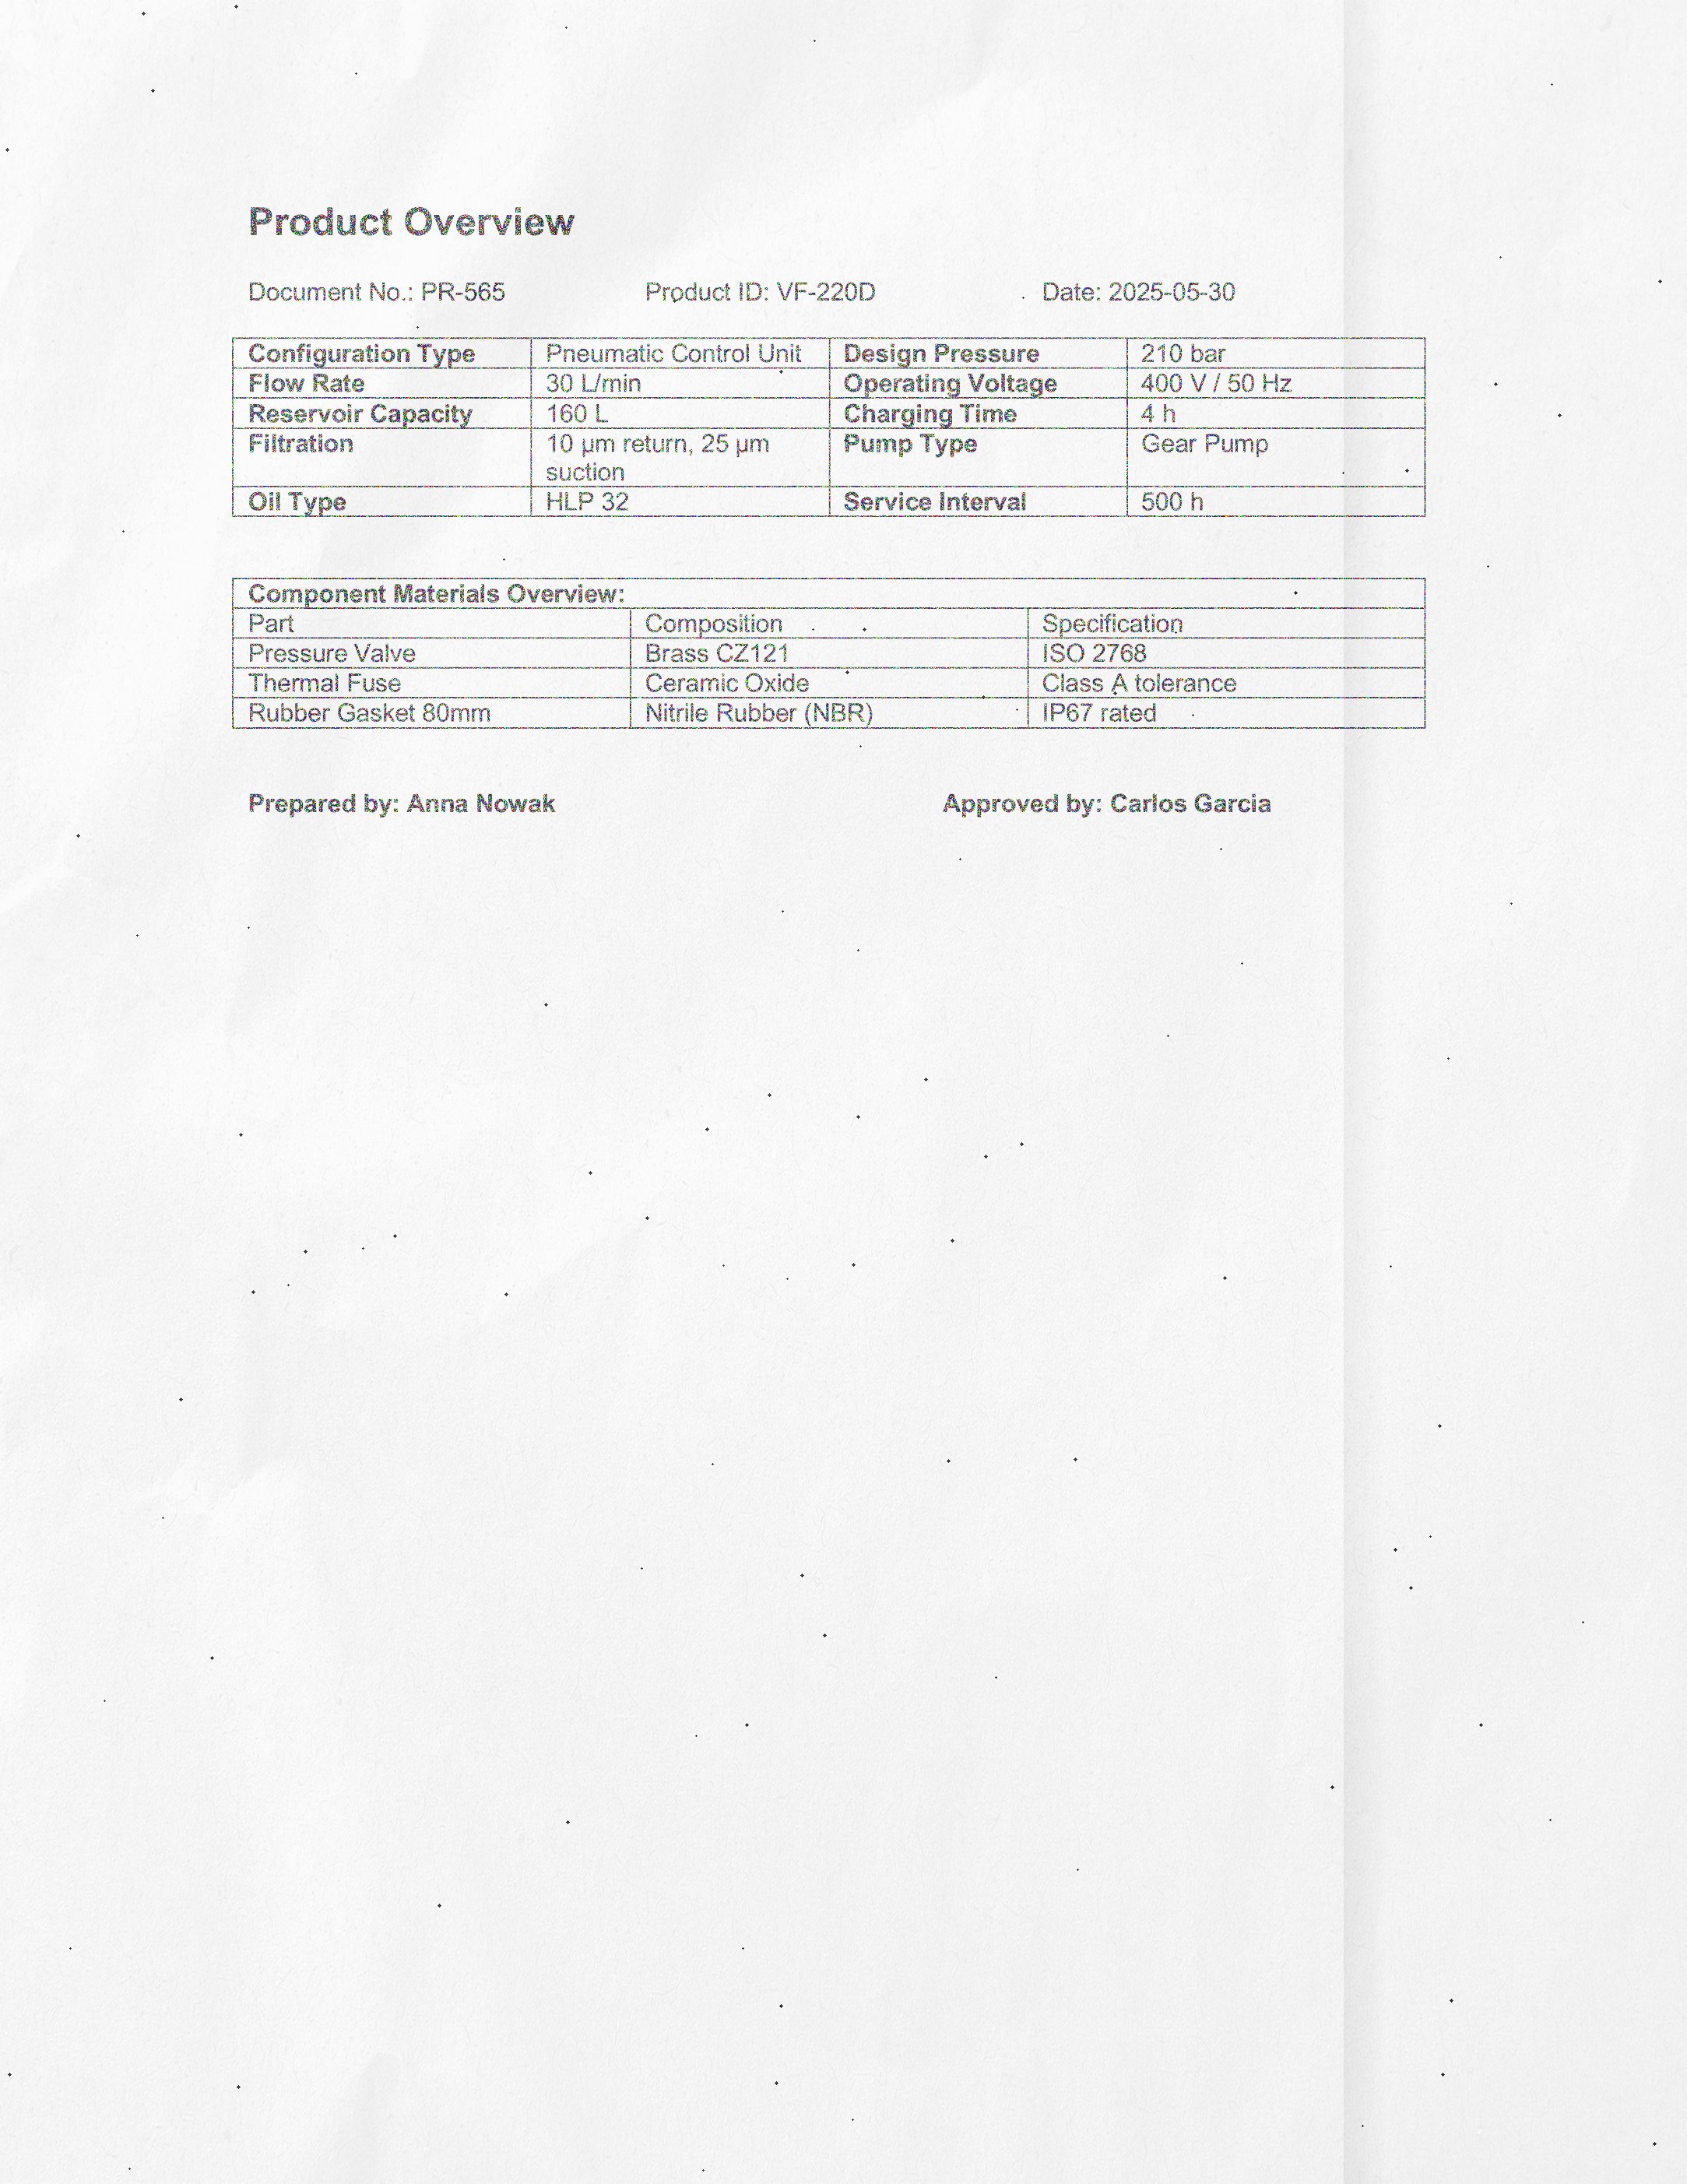 Product Overview
Document No.: PR-565 Product ID: VF-220D Date: 2025-05-30
Configuration Type Pneumatic Control Unit Design Pressure 210 bar
Flow Rate 30 L/min Operating Voltage 400 V / 50 Hz
Reservoir Capacity 160 L Charging Time 4 h
Filtration 10 µm return, 25 µm Pump Type Gear Pump
suction
Oil Type HLP 32 Service Interval 500 h
Component Materials Overview:
Part Composition Specification
Pressure Valve Brass CZ121 ISO 2768
Thermal Fuse Ceramic Oxide Class A tolerance
Rubber Gasket 80mm Nitrile Rubber (NBR) IP67 rated
Prepared by: Anna Nowak Approved by: Carlos Garcia